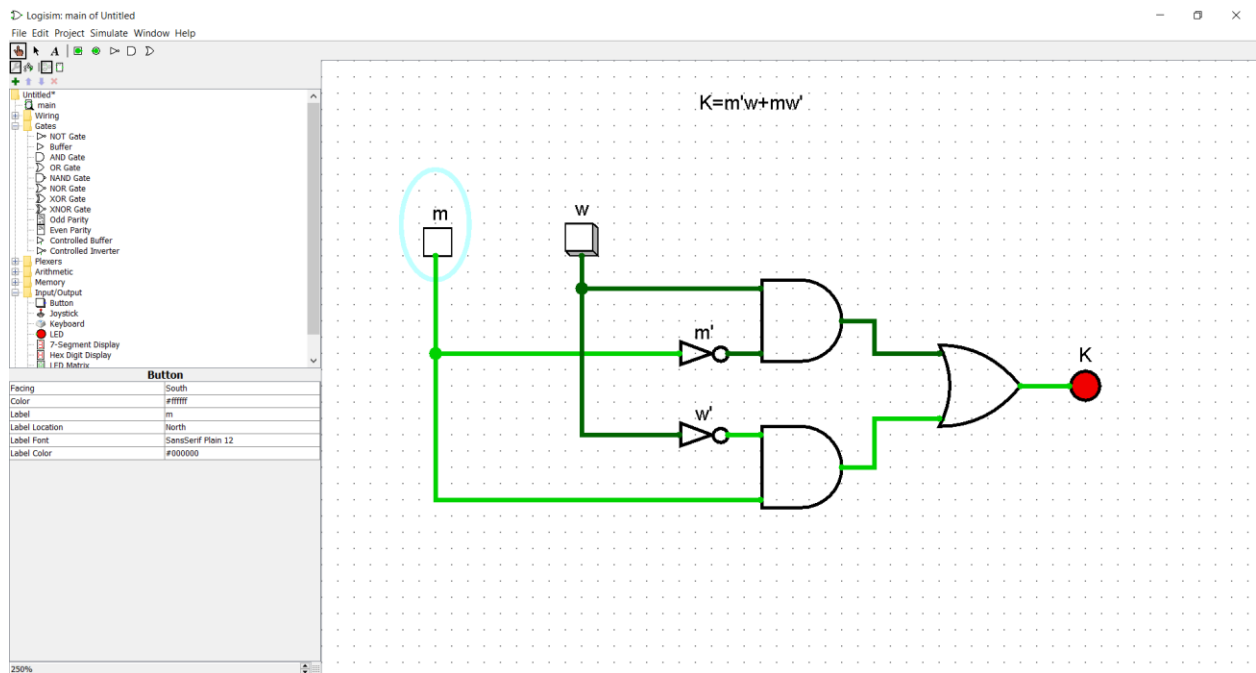 Logisim: main of Untitled
File Edit Project Simulate Window Help
A
Untitled*
main
Wiring
Gates
NOT Gate
Buffer
AND Gate
OR Gate
NAND Gate
NOR Gate
XOR Gate
XNOR Gate
Odd Parity
Even Parity
Controlled Buffer
Controlled Inverter
Plexers
Arithmetic
Memory
Input/Output
Button
Joystick
Keyboard
LED
7-Segment Display
Hex Digit Display
LED Matrix
Button
Facing South
Color #ffffff
Label m
Label Location North
Label Font SansSerif Plain 12
Label Color #000000
250%
K=m'w+mw'
m w
m'
K
w'